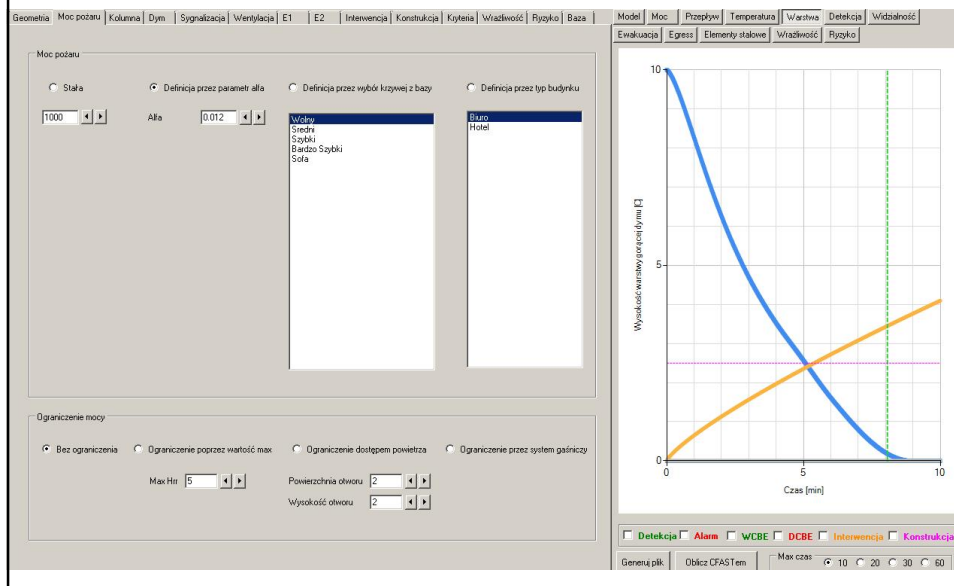 Geometria Moc pożaru Kolumna Dym Sygnalizacja Wentylacja E1 E2 Interwencja Konstrukcja Kryteria Wrażliwość Ryzyko Baza
Model Moc Przepływ Temperatura Warstwa Detekcja Widzialność
Ewakuacja Egress Elementy stalowe Wrażliwość Ryzyko
Moc pożaru
Stała Definicja przez parametr alfa Definicja przez wybór krzywej z bazy Definicja przez typ budynku
1000 Alfa 0.012
Wolny
Sredni
Szybki
Bardzo Szybki
Sofa
Biuro
Hotel
Ograniczenie mocy
Bez ograniczenia Ograniczenie poprzez wartość max Ograniczenie dostępem powietrza Ograniczenie przez system gaśniczy
Max Hrr 5 Powierzchnia otworu 2
Wysokość otworu 2
Wysokość warstwy gorącej dymu [C]
10
5
0
0 5 10
Czas [min]
Detekcja Alarm WCBE DCBE Interwencja Konstrukcja
Generuj plik Oblicz CFASTem Max czas 10 20 30 60